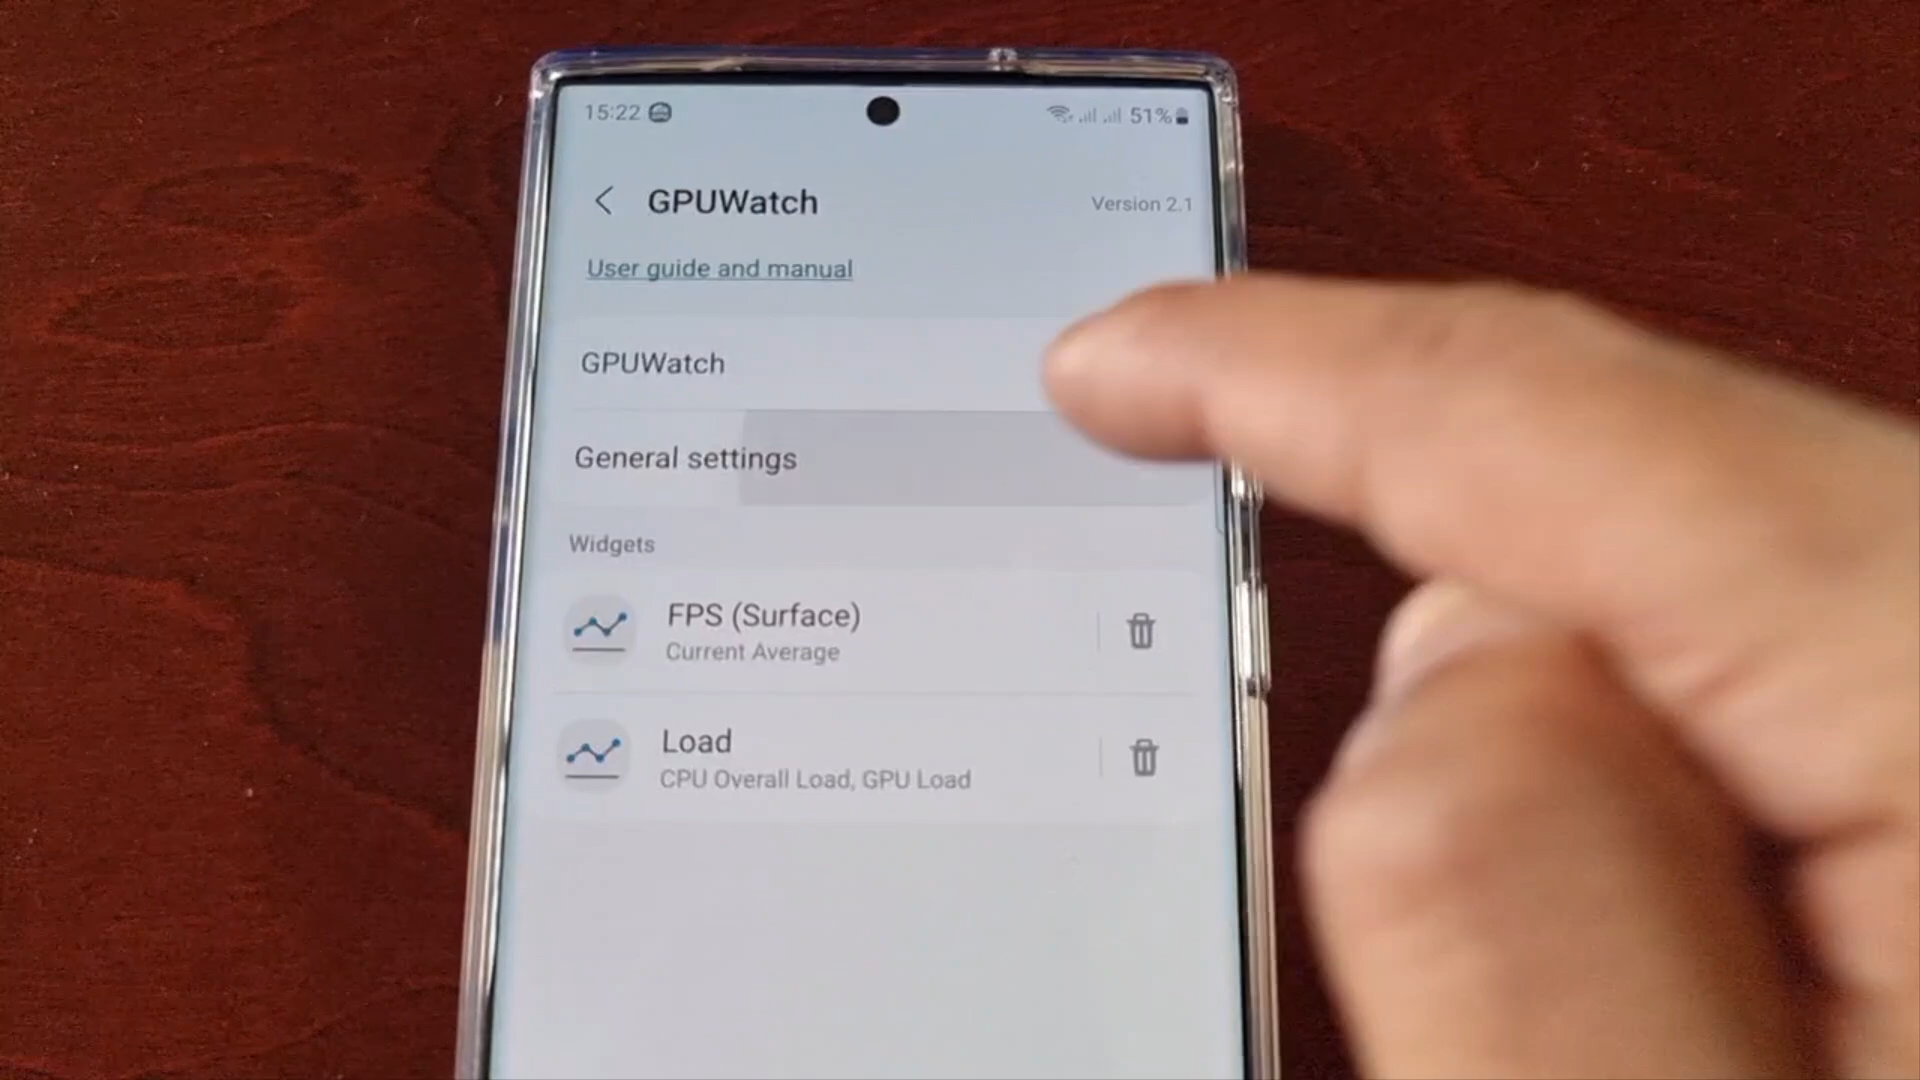 15:22
51%
GPUWatch
Version 2.1
User guide and manual
GPUWatch
General settings
Widgets
FPS (Surface)
Current Average
Load
CPU Overall Load, GPU Load